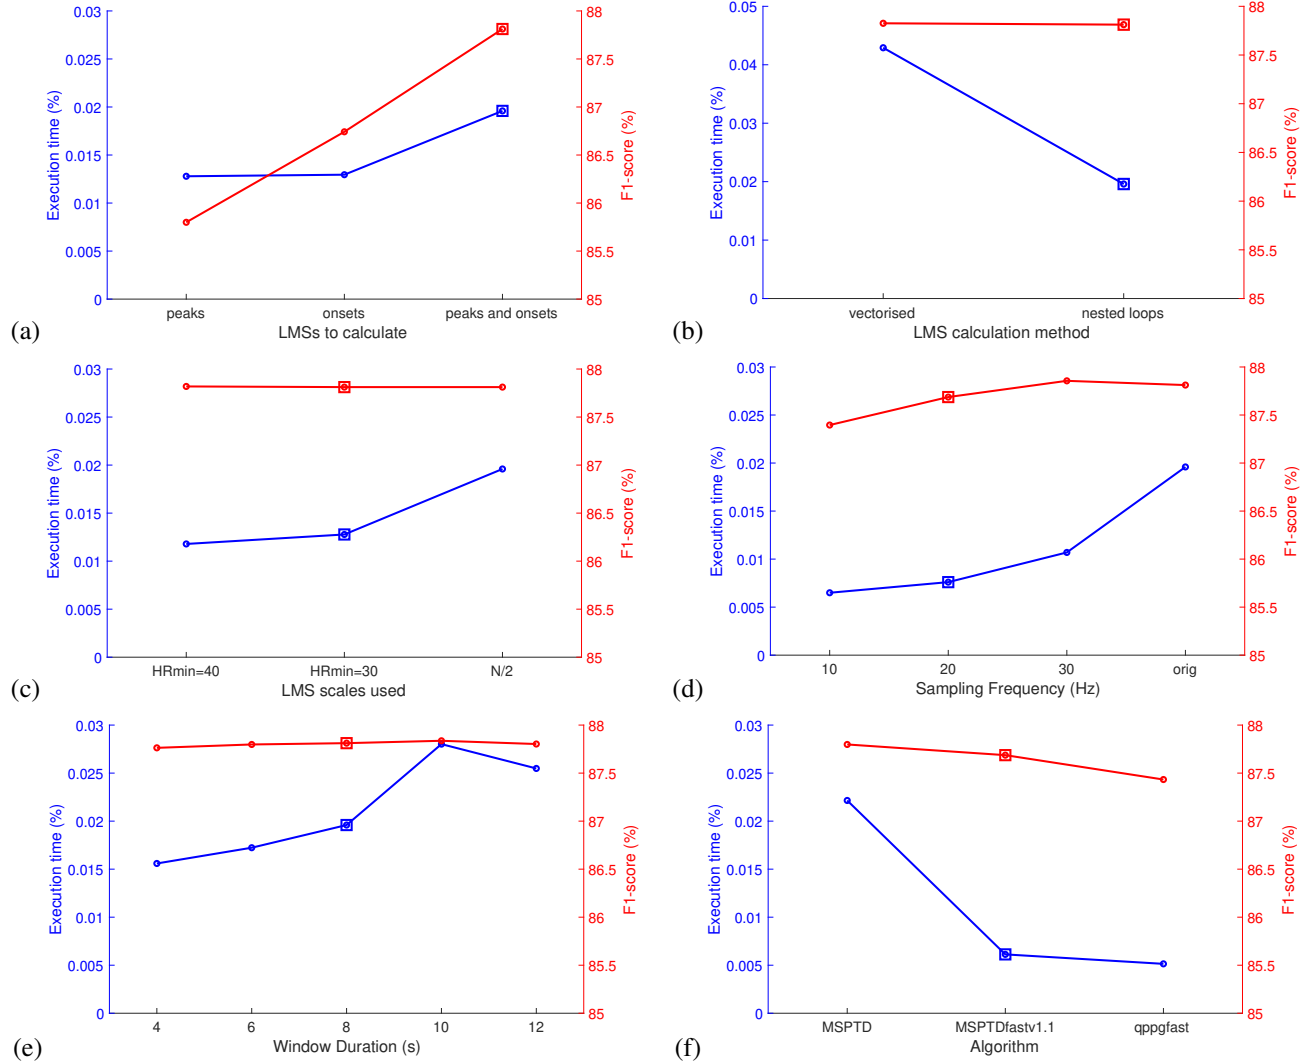 0.03
0.025
0.02
0.015
0.01
0.005
0
Execution time (%)
88
87.5
87
86.5
86
85.5
85
F1-score (%)
peaks
onsets
peaks and onsets
LMSs to calculate
(a)
0.05
0.04
0.03
0.02
0.01
0
Execution time (%)
88
87.5
87
86.5
86
85.5
85
F1-score (%)
vectorised
nested loops
LMS calculation method
(b)
0.03
0.025
0.02
0.015
0.01
0.005
0
Execution time (%)
88
87.5
87
86.5
86
85.5
85
F1-score (%)
HRmin=40
HRmin=30
N/2
LMS scales used
(c)
0.03
0.025
0.02
0.015
0.01
0.005
0
Execution time (%)
88
87.5
87
86.5
86
85.5
85
F1-score (%)
10
20
30
orig
Sampling Frequency (Hz)
(d)
0.03
0.025
0.02
0.015
0.01
0.005
0
Execution time (%)
88
87.5
87
86.5
86
85.5
85
F1-score (%)
4
6
8
10
12
Window Duration (s)
(e)
0.03
0.025
0.02
0.015
0.01
0.005
0
Execution time (%)
88
87.5
87
86.5
86
85.5
85
F1-score (%)
MSPTD
MSPTDfastv1.1
qppgfast
Algorithm
(f)